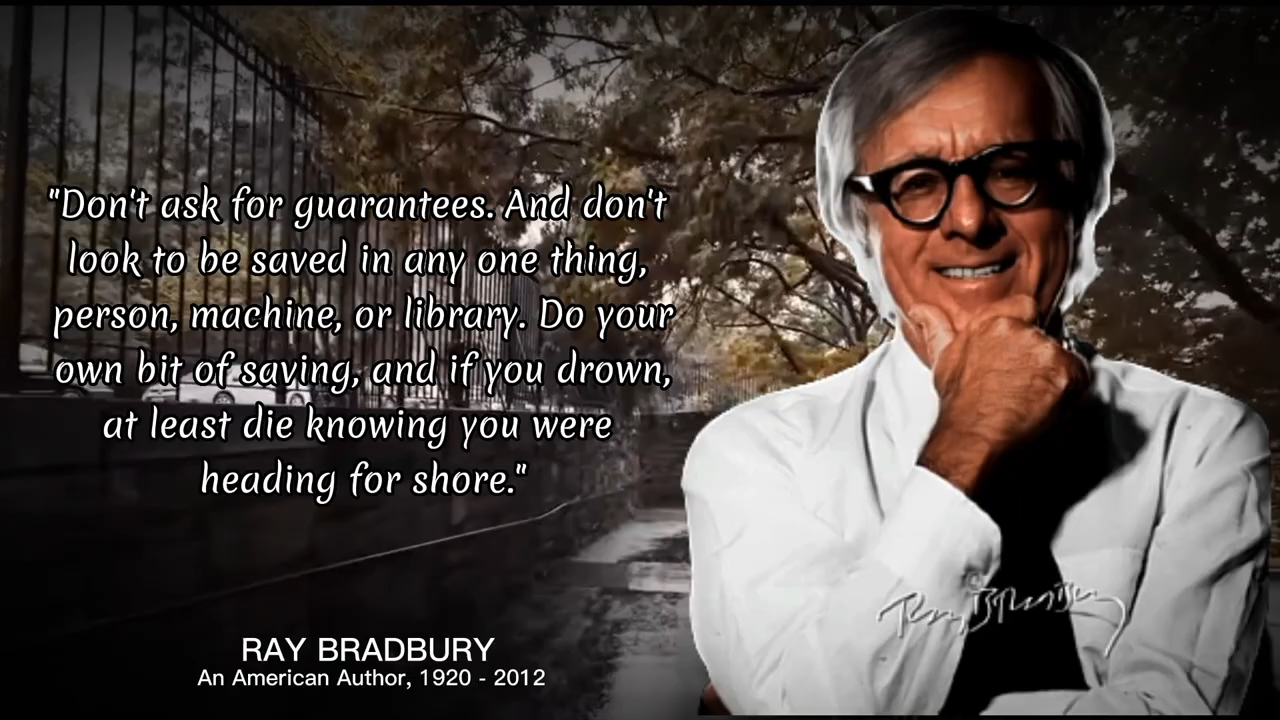 "Don't ask for guarantees. And don't
look to be saved in any one thing,
person, machine, or library. Do your
own bit of saving, and if you drown,
at least die knowing you were
heading for shore."
Ray Bradbury
RAY BRADBURY
An American Author, 1920 - 2012